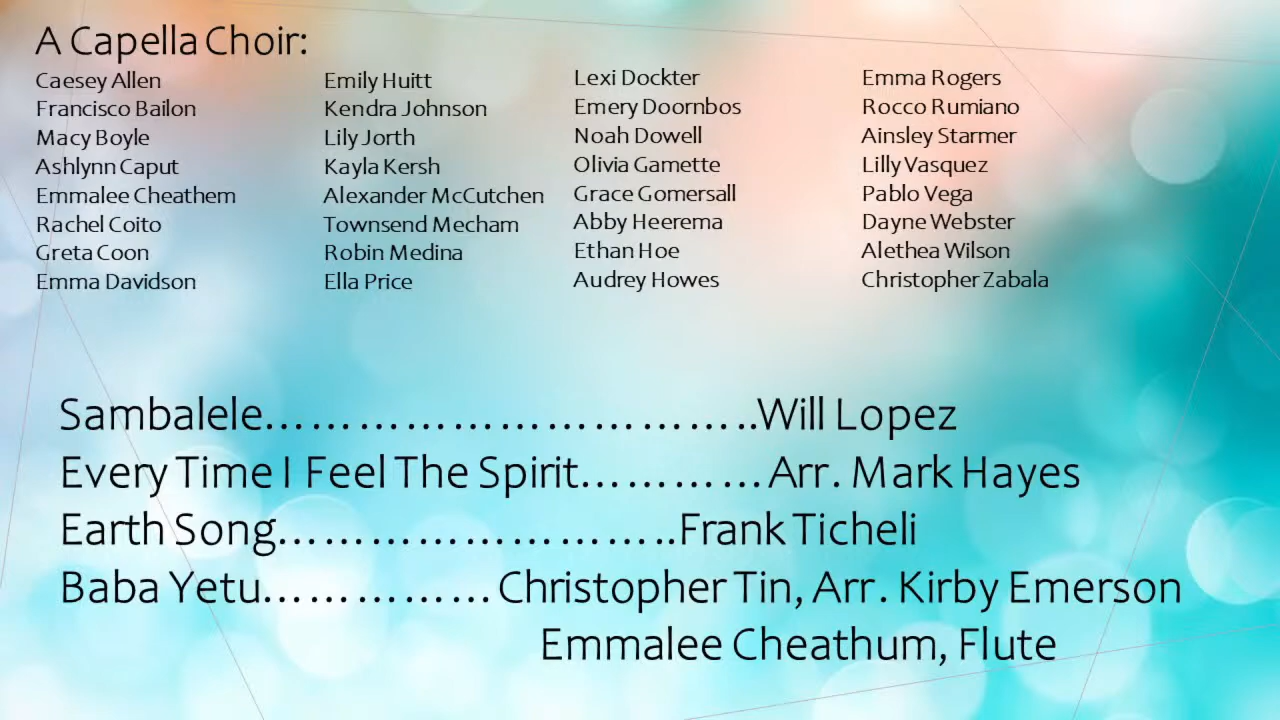 A Capella Choir:
Caesey Allen
Francisco Bailon
Macy Boyle
Ashlynn Caput
Emmalee Cheathem
Rachel Coito
Greta Coon
Emma Davidson
Emily Huitt
Kendra Johnson
Lily Jorth
Kayla Kersh
Alexander McCutchen
Townsend Mecham
Robin Medina
Ella Price
Lexi Dockter
Emery Doornbos
Noah Dowell
Olivia Gamette
Grace Gomersall
Abby Heerema
Ethan Hoe
Audrey Howes
Emma Rogers
Rocco Rumiano
Ainsley Starmer
Lilly Vasquez
Pablo Vega
Dayne Webster
Alethea Wilson
Christopher Zabala
Sambalele…………………………………..Will Lopez
Every Time I Feel The Spirit…………… Arr. Mark Hayes
Earth Song……………………………..Frank Ticheli
Baba Yetu………………Christopher Tin, Arr. Kirby Emerson
Emmalee Cheathum, Flute